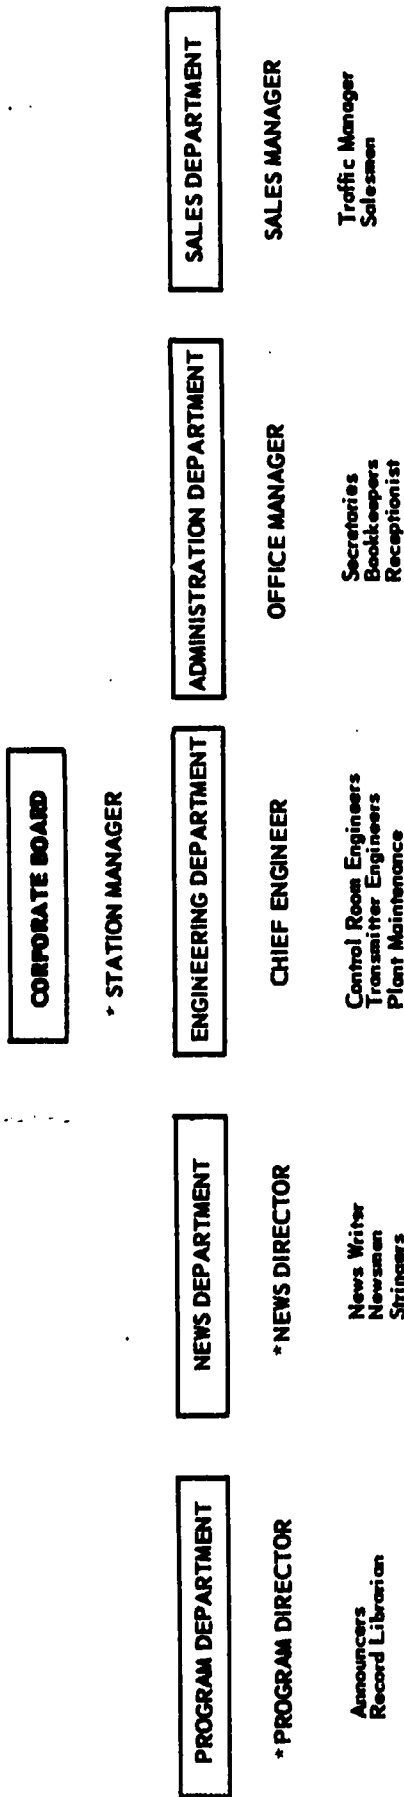 CORPORATE BOARD
* STATION MANAGER
PROGRAM DEPARTMENT
* PROGRAM DIRECTOR
Announcers
Record Librarian
NEWS DEPARTMENT
* NEWS DIRECTOR
News Writer
Newsmen
Stringers
ENGINEERING DEPARTMENT
CHIEF ENGINEER
Control Room Engineers
Transmitter Engineers
Plant Maintenance
ADMINISTRATION DEPARTMENT
OFFICE MANAGER
Secretaries
Bookkeepers
Receptionist
SALES DEPARTMENT
SALES MANAGER
Traffic Manager
Salesmen